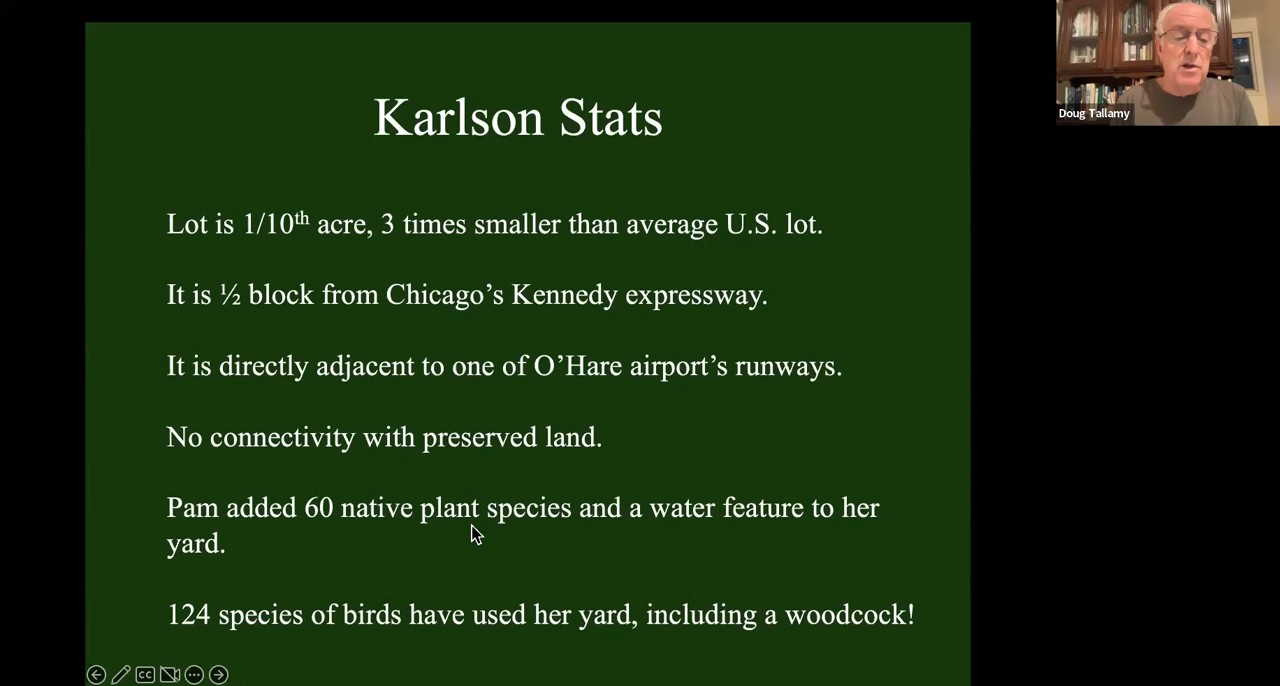 Karlson Stats
Lot is 1/10th acre, 3 times smaller than average U.S. lot.
It is ½ block from Chicago’s Kennedy expressway.
It is directly adjacent to one of O’Hare airport’s runways.
No connectivity with preserved land.
Pam added 60 native plant species and a water feature to her
yard.
124 species of birds have used her yard, including a woodcock!
Doug Tallamy
CC